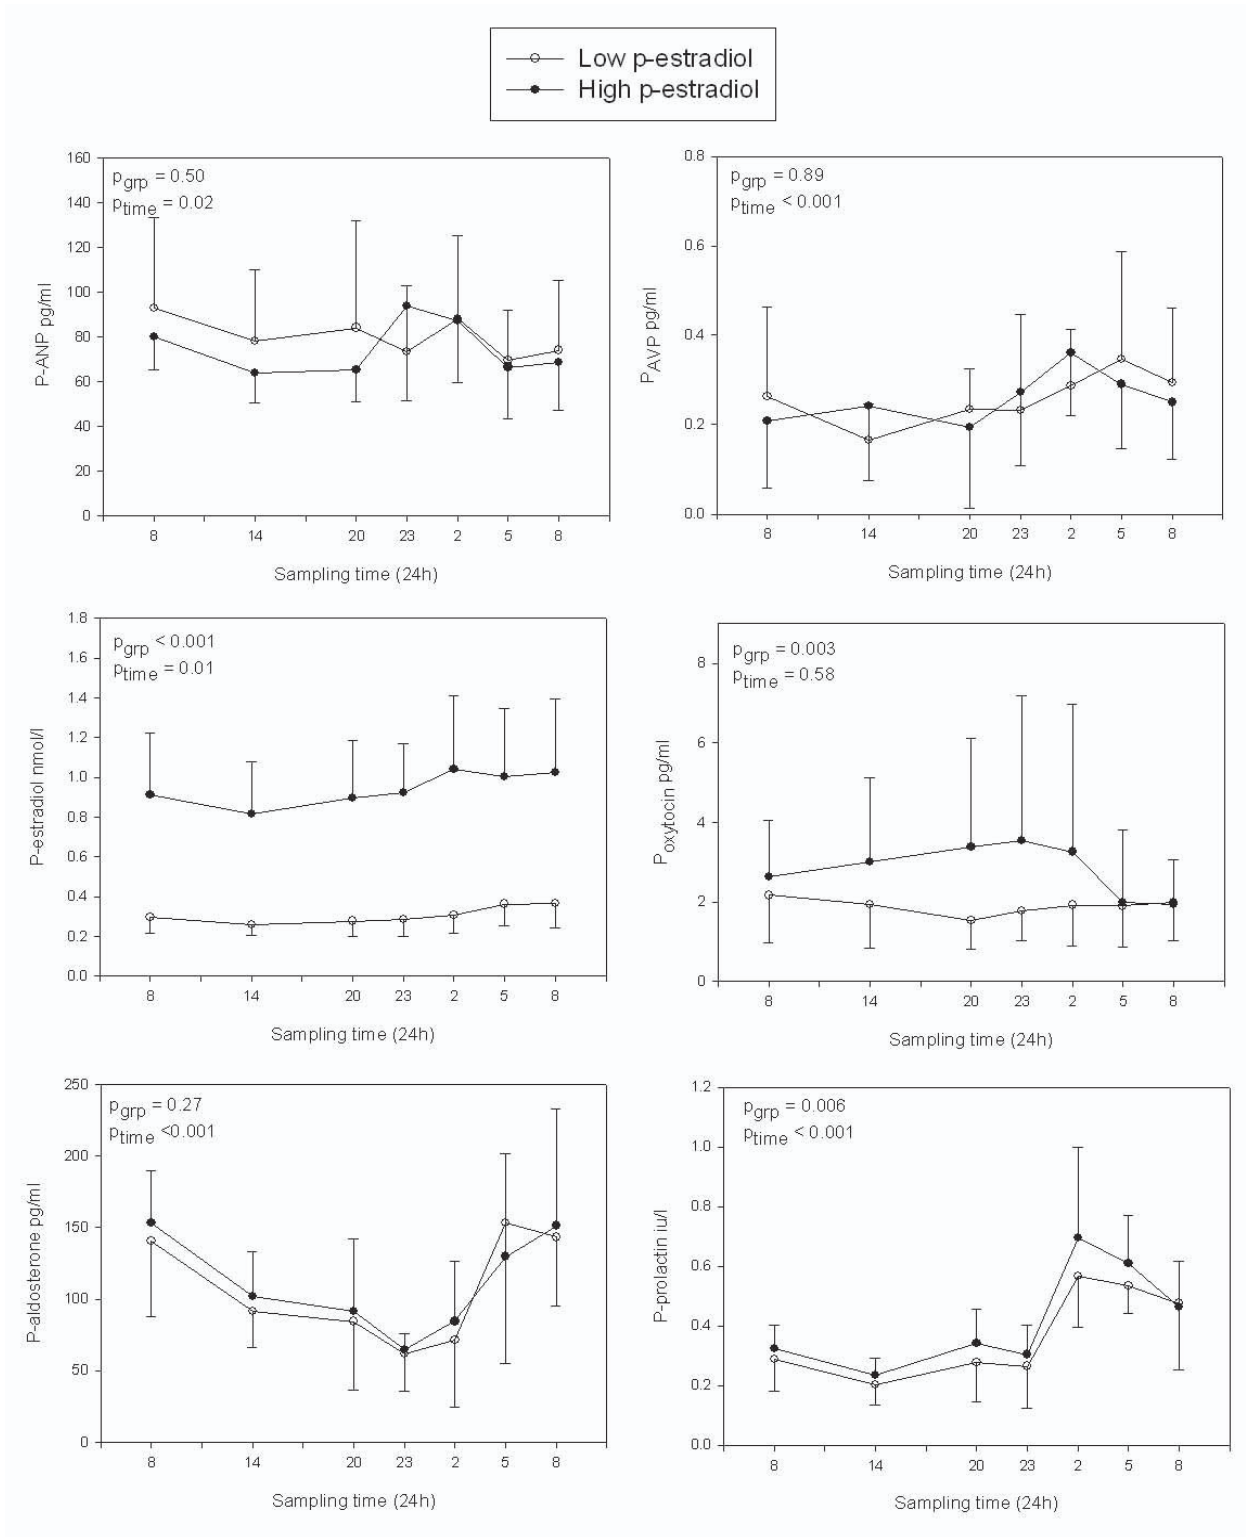 Low p-estradiol
High p-estradiol
pgrp = 0.50
ptime = 0.02
160
140
120
100
80
60
40
20
0
P-ANP pg/ml
8 14 20 23 2 5 8
Sampling time (24h)
pgrp = 0.89
ptime < 0.001
0.8
0.6
0.4
0.2
0.0
PAVP pg/ml
8 14 20 23 2 5 8
Sampling time (24h)
pgrp < 0.001
ptime = 0.01
1.8
1.6
1.4
1.2
1.0
0.8
0.6
0.4
0.2
0.0
P-estradiol nmol/l
8 14 20 23 2 5 8
Sampling time (24h)
pgrp = 0.003
ptime = 0.58
8
6
4
2
0
Poxytocin pg/ml
8 14 20 23 2 5 8
Sampling time (24h)
pgrp = 0.27
ptime <0.001
250
200
150
100
50
0
P-aldosterone pg/ml
8 14 20 23 2 5 8
Sampling time (24h)
pgrp = 0.006
ptime < 0.001
1.2
1.0
0.8
0.6
0.4
0.2
0.0
P-prolactin iu/l
8 14 20 23 2 5 8
Sampling time (24h)